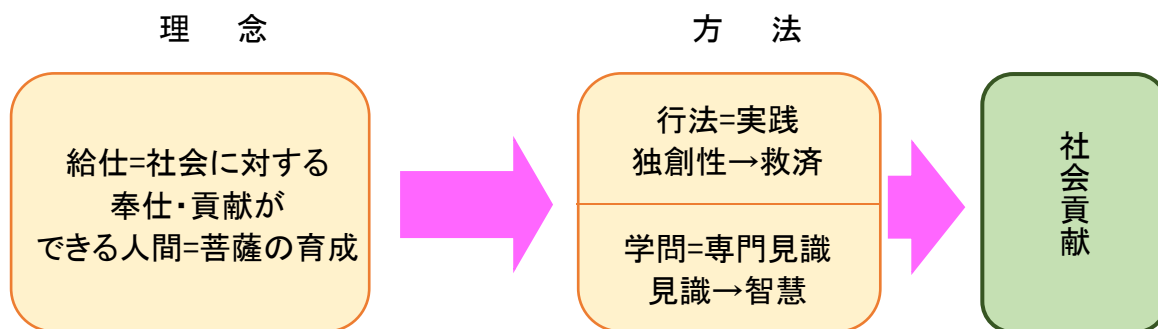 理　念
給仕=社会に対する
奉仕・貢献が
できる人間=菩薩の育成
方　法
行法=実践
独創性→救済
学問=専門見識
見識→智慧
社会貢献